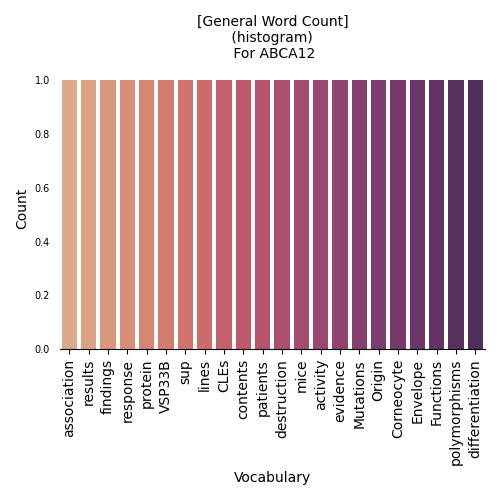 [General Word Count]
(histogram)
For ABCA12
Count
1.0
0.8
0.6
0.4
0.2
0.0
association
results
findings
response
protein
VSP33B
sup
lines
CLEs
contents
patients
destruction
mice
activity
evidence
Mutations
Origin
Corneocyte
Envelope
Functions
polymorphisms
differentiation
Vocabulary